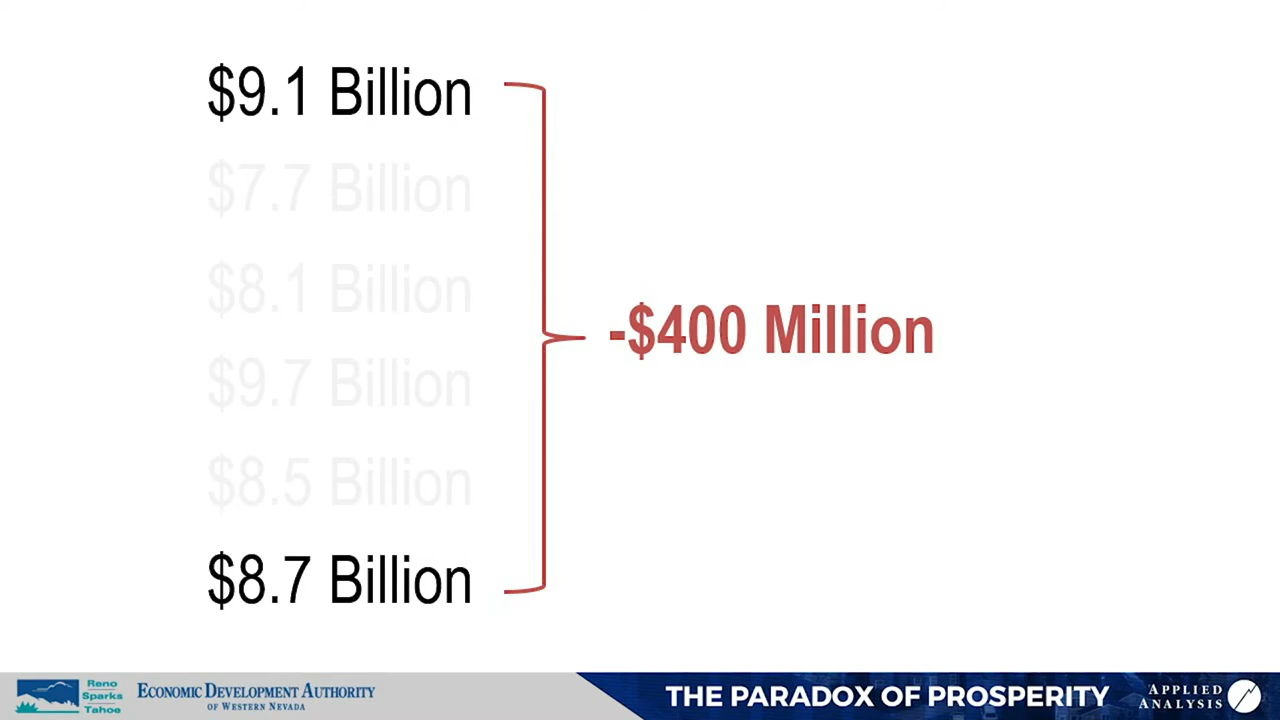 $9.1 Billion
$7.7 Billion
$8.1 Billion
-$400 Million
$9.7 Billion
$8.5 Billion
$8.7 Billion
Reno
Sparks
Tahoe
ECONOMIC DEVELOPMENT AUTHORITY
OF WESTERN NEVADA
THE PARADOX OF PROSPERITY
APPLIED
ANALYSIS